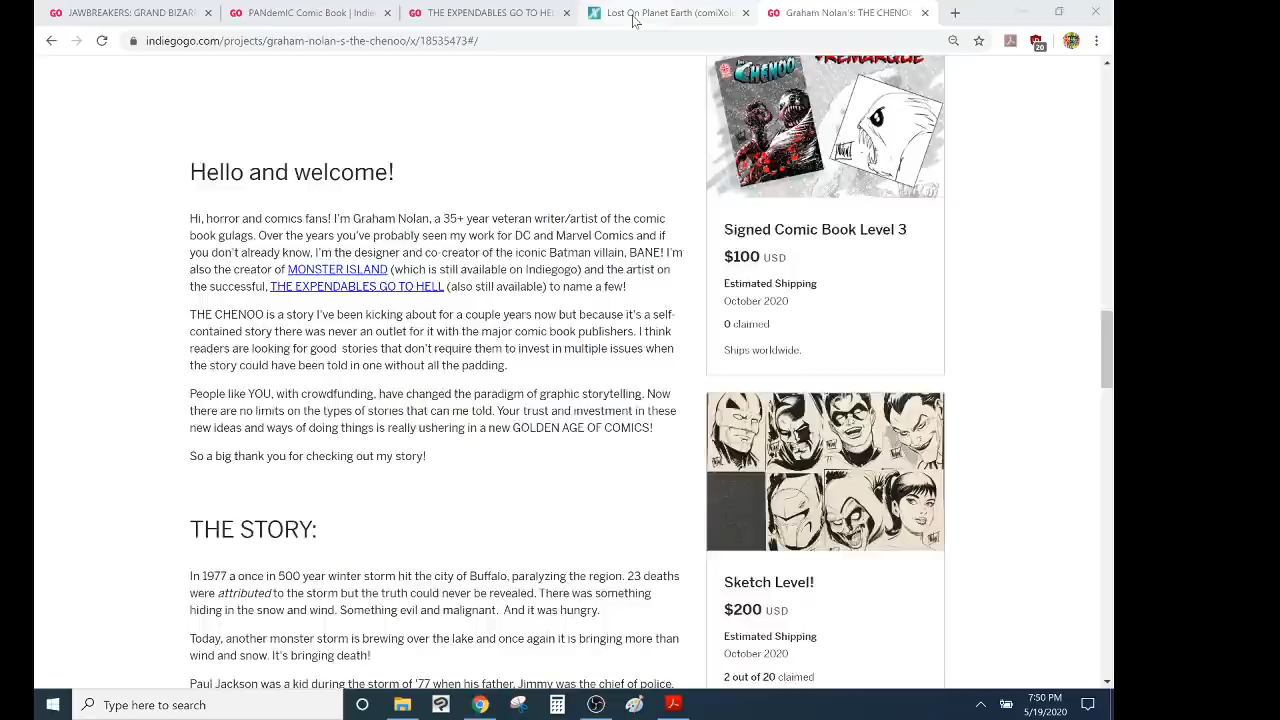 GO JAWBREAKERS: GRAND BIZAR ×
GO PANdemIC Comic Book | Indie ×
GO THE EXPENDABLES GO TO HEL ×
Lost On Planet Earth (comiXolo ×
GO Graham Nolan's: THE CHENOO ×
indiegogo.com/projects/graham-nolan-s-the-chenoo/x/18535473#/
20
THE CHENOO
REMARQUE
Hello and welcome!
Hi, horror and comics fans! I'm Graham Nolan, a 35+ year veteran writer/artist of the comic
book gulags. Over the years you've probably seen my work for DC and Marvel Comics and if
you don't already know, I'm the designer and co-creator of the iconic Batman villain, BANE! I'm
also the creator of MONSTER ISLAND (which is still available on Indiegogo) and the artist on
the successful, THE EXPENDABLES GO TO HELL (also still available) to name a few!
THE CHENOO is a story I've been kicking about for a couple years now but because it's a self-
contained story there was never an outlet for it with the major comic book publishers. I think
readers are looking for good stories that don't require them to invest in multiple issues when
the story could have been told in one without all the padding.
People like YOU, with crowdfunding, have changed the paradigm of graphic storytelling. Now
there are no limits on the types of stories that can me told. Your trust and investment in these
new ideas and ways of doing things is really ushering in a new GOLDEN AGE OF COMICS!
So a big thank you for checking out my story!
THE STORY:
In 1977 a once in 500 year winter storm hit the city of Buffalo, paralyzing the region. 23 deaths
were attributed to the storm but the truth could never be revealed. There was something
hiding in the snow and wind. Something evil and malignant. And it was hungry.
Today, another monster storm is brewing over the lake and once again it is bringing more than
wind and snow. It's bringing death!
Paul Jackson was a kid during the storm of '77 when his father, Jimmy was the chief of police.
Signed Comic Book Level 3
$100 USD
Estimated Shipping
October 2020
0 claimed
Ships worldwide.
Sketch Level!
$200 USD
Estimated Shipping
October 2020
2 out of 20 claimed
Type here to search
7:50 PM
5/19/2020